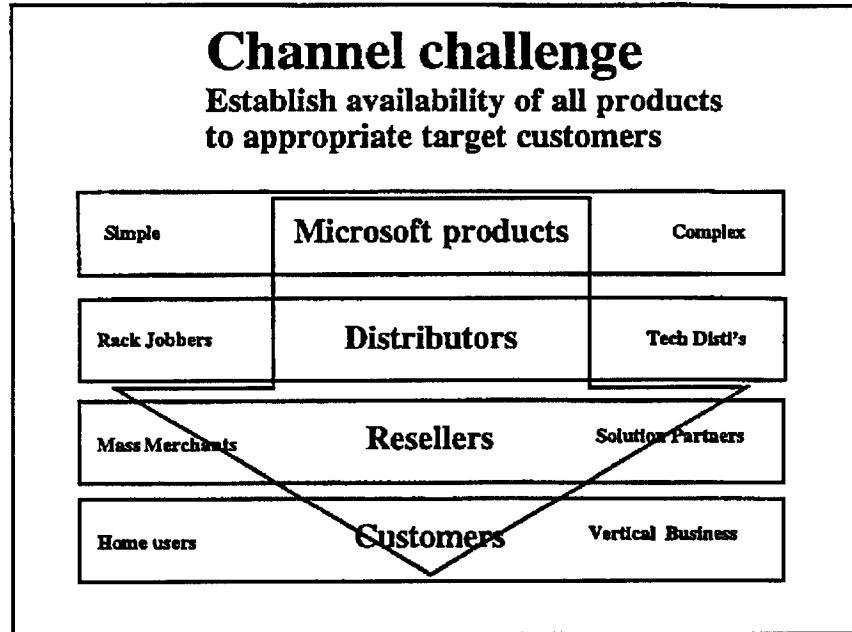 Channel challenge
Establish availability of all products
to appropriate target customers
Simple Microsoft products Complex
Rack Jobbers Distributors Tech Disti's
Mass Merchants Resellers Solution Partners
Home users Customers Vertical Business